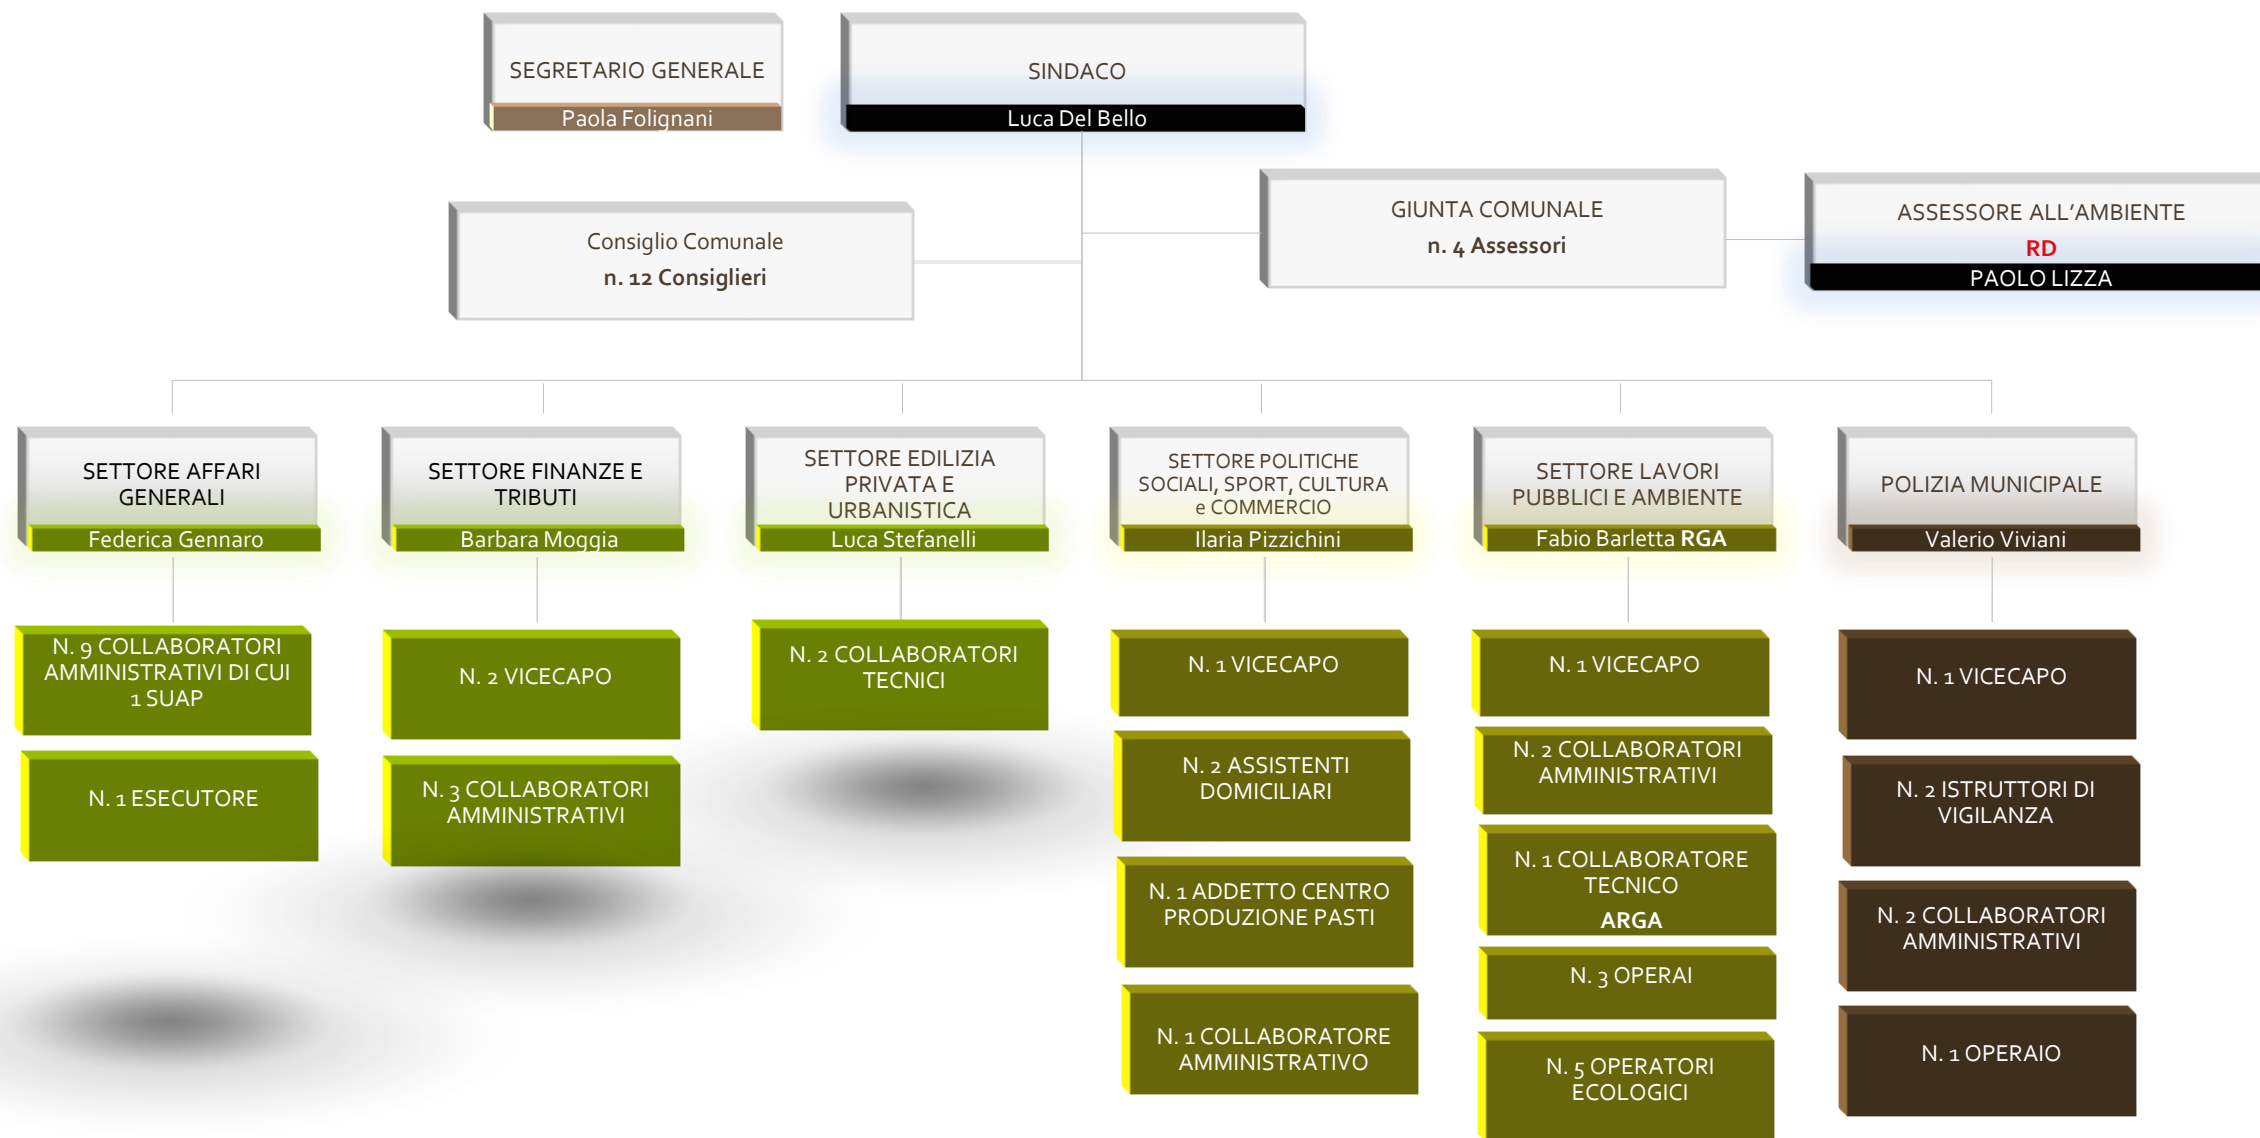 SEGRETARIO GENERALE
Paola Folignani
SINDACO
Luca Del Bello
Consiglio Comunale
n. 12 Consiglieri
GIUNTA COMUNALE
n. 4 Assessori
ASSESSORE ALL'AMBIENTE
RD
PAOLO LIZZA
SETTORE AFFARI
GENERALI
Federica Gennaro
N. 9 COLLABORATORI
AMMINISTRATIVI DI CUI
1 SUAP
N. 1 ESECUTORE
SETTORE FINANZE E
TRIBUTI
Barbara Moggia
N. 2 VICECAPO
N. 3 COLLABORATORI
AMMINISTRATIVI
SETTORE EDILIZIA
PRIVATA E
URBANISTICA
Luca Stefanelli
N. 2 COLLABORATORI
TECNICI
SETTORE POLITICHE
SOCIALI, SPORT, CULTURA
e COMMERCIO
Ilaria Pizzichini
N. 1 VICECAPO
N. 2 ASSISTENTI
DOMICILIARI
N. 1 ADDETTO CENTRO
PRODUZIONE PASTI
N. 1 COLLABORATORE
AMMINISTRATIVO
SETTORE LAVORI
PUBBLICI E AMBIENTE
Fabio Barletta RGA
N. 1 VICECAPO
N. 2 COLLABORATORI
AMMINISTRATIVI
N. 1 COLLABORATORE
TECNICO
ARGA
N. 3 OPERAI
N. 5 OPERATORI
ECOLOGICI
POLIZIA MUNICIPALE
Valerio Viviani
N. 1 VICECAPO
N. 2 ISTRUTTORI DI
VIGILANZA
N. 2 COLLABORATORI
AMMINISTRATIVI
N. 1 OPERAIO